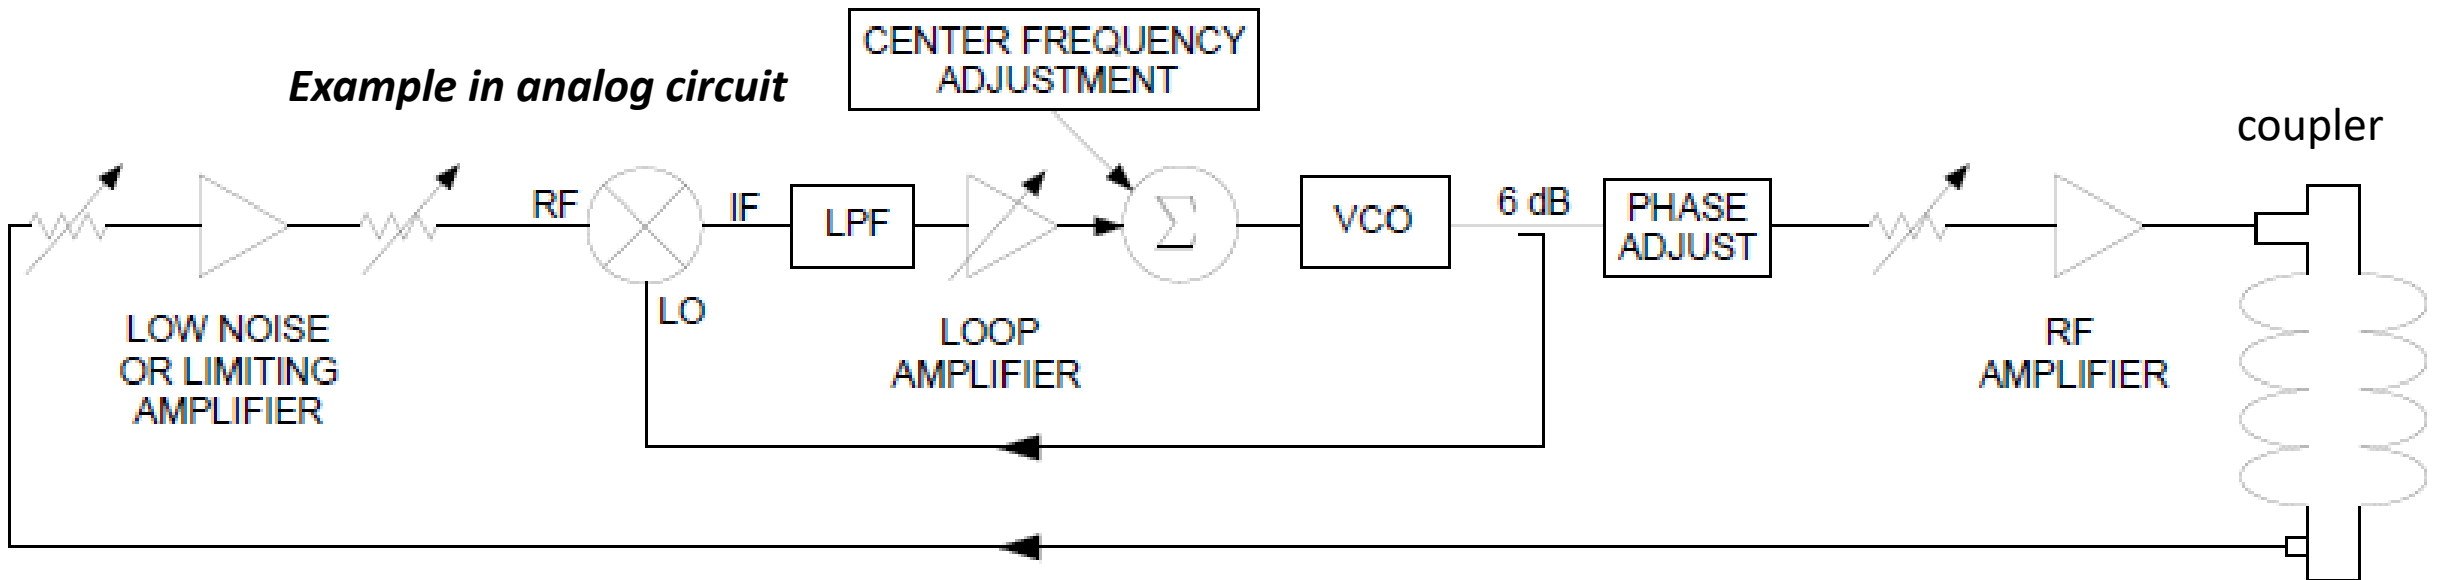 CENTER FREQUENCY
ADJUSTMENT
Example in analog circuit
coupler
RF
IF
LPF
Σ
VCO
6 dB
PHASE
ADJUST
LO
LOW NOISE
OR LIMITING
AMPLIFIER
LOOP
AMPLIFIER
RF
AMPLIFIER